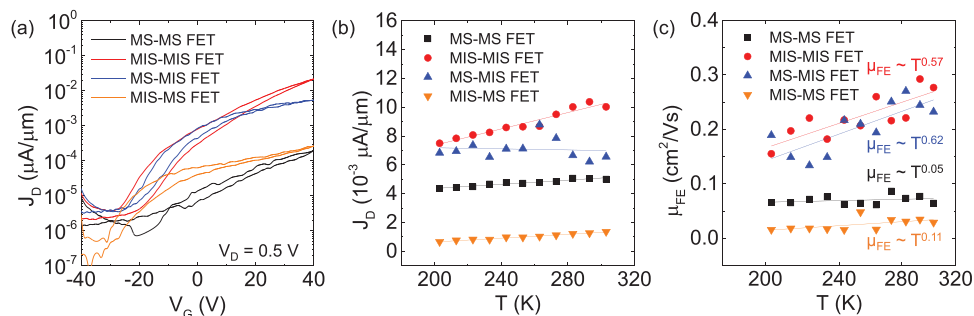 (a)
10¹
10⁰
10⁻¹
10⁻²
10⁻³
10⁻⁴
10⁻⁵
10⁻⁶
10⁻⁷
J_D (μA/μm)
MS-MS FET
MIS-MIS FET
MS-MIS FET
MIS-MS FET
V_D = 0.5 V
-40
-20
0
20
40
V_G (V)
(b)
16
14
12
10
8
6
4
2
0
J_D (10⁻³ μA/μm)
MS-MS FET
MIS-MIS FET
MS-MIS FET
MIS-MS FET
200
240
280
320
T (K)
(c)
0.4
0.3
0.2
0.1
0.0
μ_FE (cm²/Vs)
MS-MS FET
MIS-MIS FET
MS-MIS FET
MIS-MS FET
μ_FE ~ T^0.57
μ_FE ~ T^0.62
μ_FE ~ T^0.05
μ_FE ~ T^0.11
200
240
280
320
T (K)